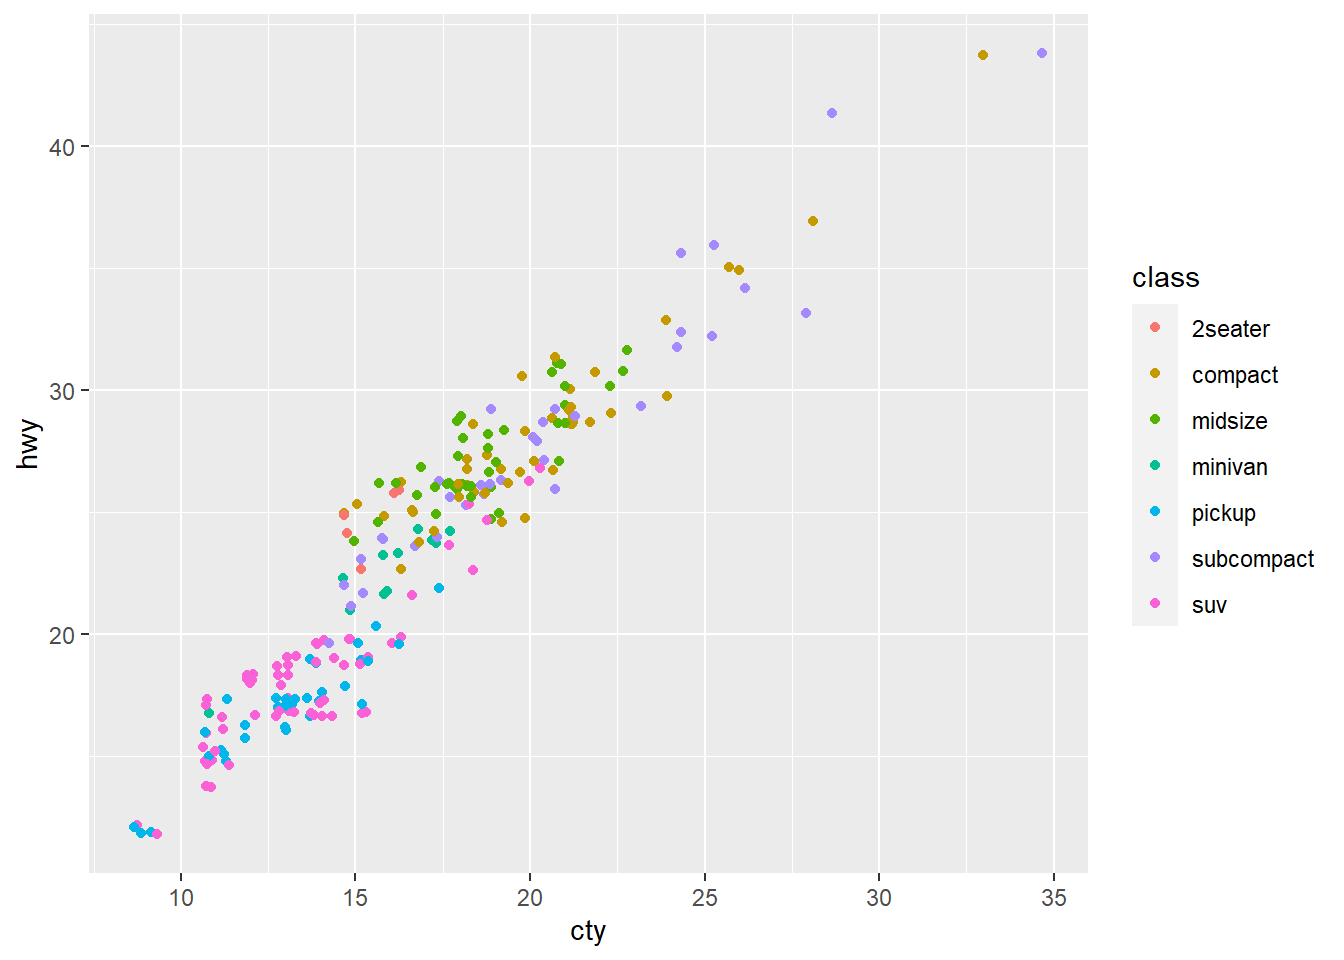 hwy
40
30
20
10 15 20 25 30 35
cty
class
2seater
compact
midsize
minivan
pickup
subcompact
suv